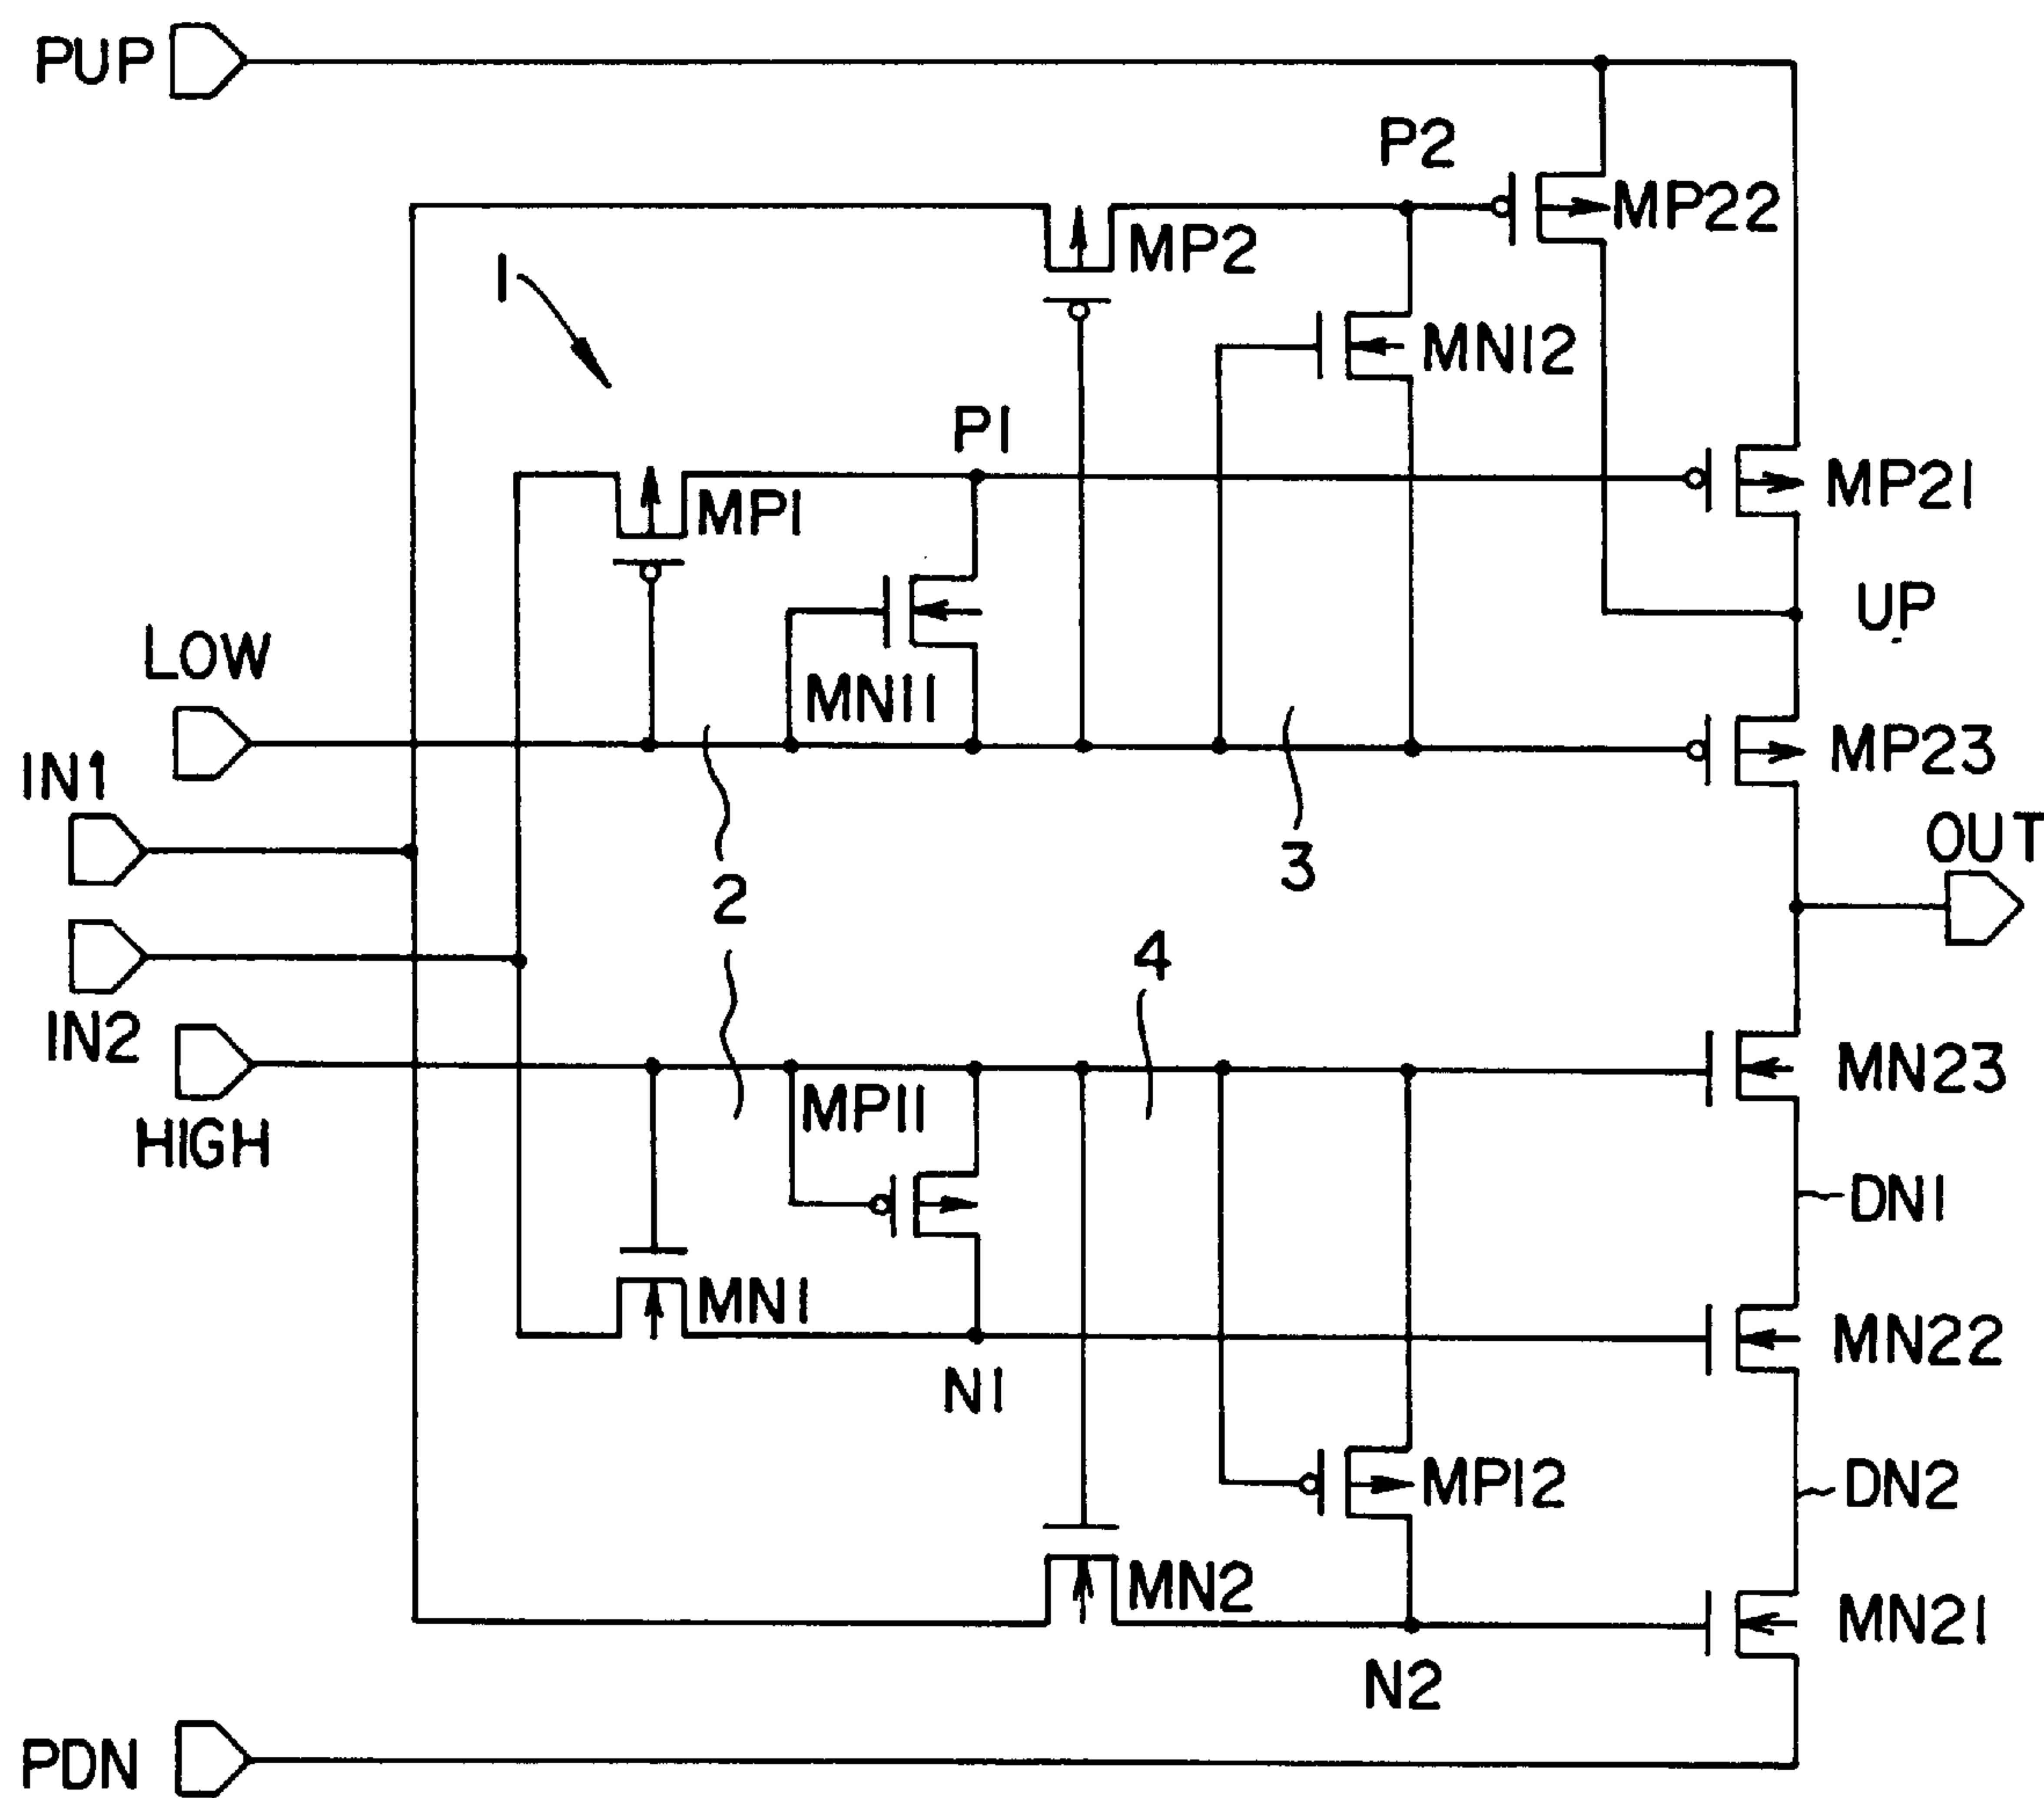 PUP
P2
MP22
MP2
1
MN12
P1
MP21
MP1
UP
LOW
MN11
MP23
IN1
OUT
3
2
4
IN2
MN23
MP11
HIGH
DN1
MN1
MN22
N1
MP12
DN2
MN2
MN21
N2
PDN